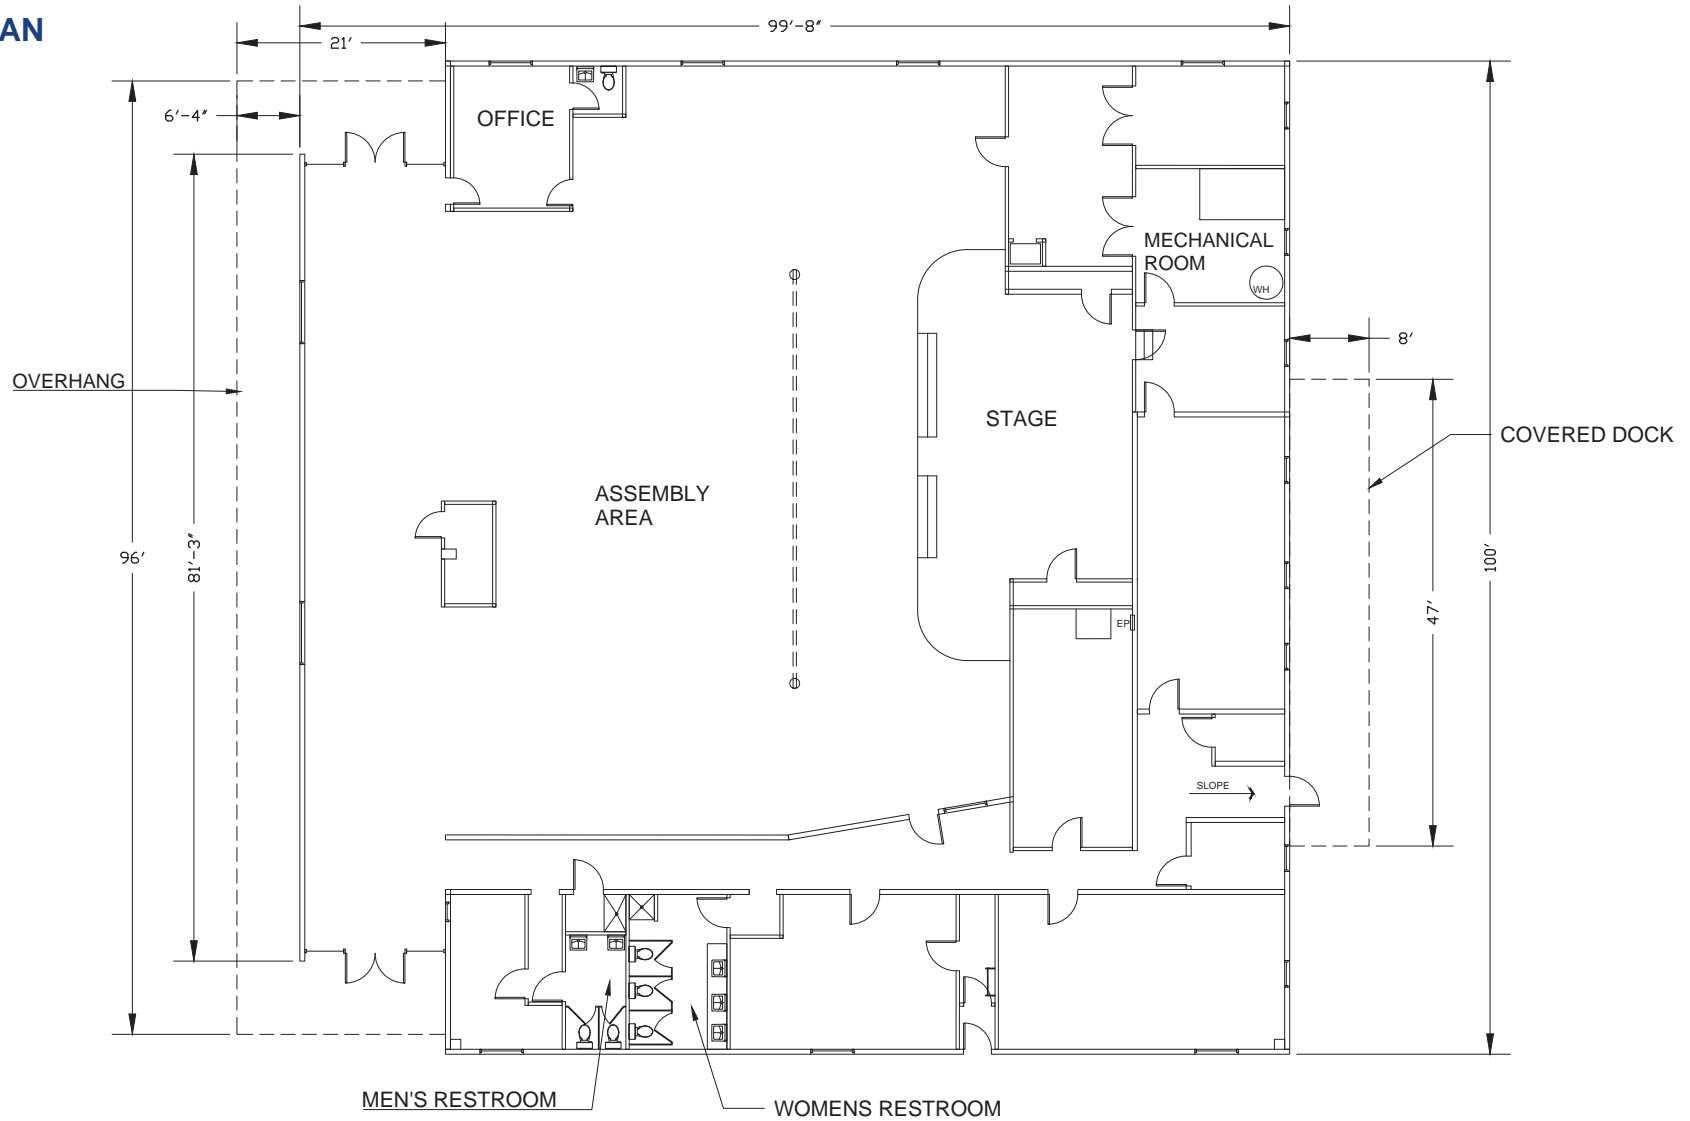 AN
99'-8"
21'
6'-4"
OFFICE
MECHANICAL
ROOM
WH
8'
OVERHANG
STAGE
COVERED DOCK
ASSEMBLY
AREA
96'
81'-3"
100'
47'
EP
SLOPE
MEN'S RESTROOM
WOMENS RESTROOM